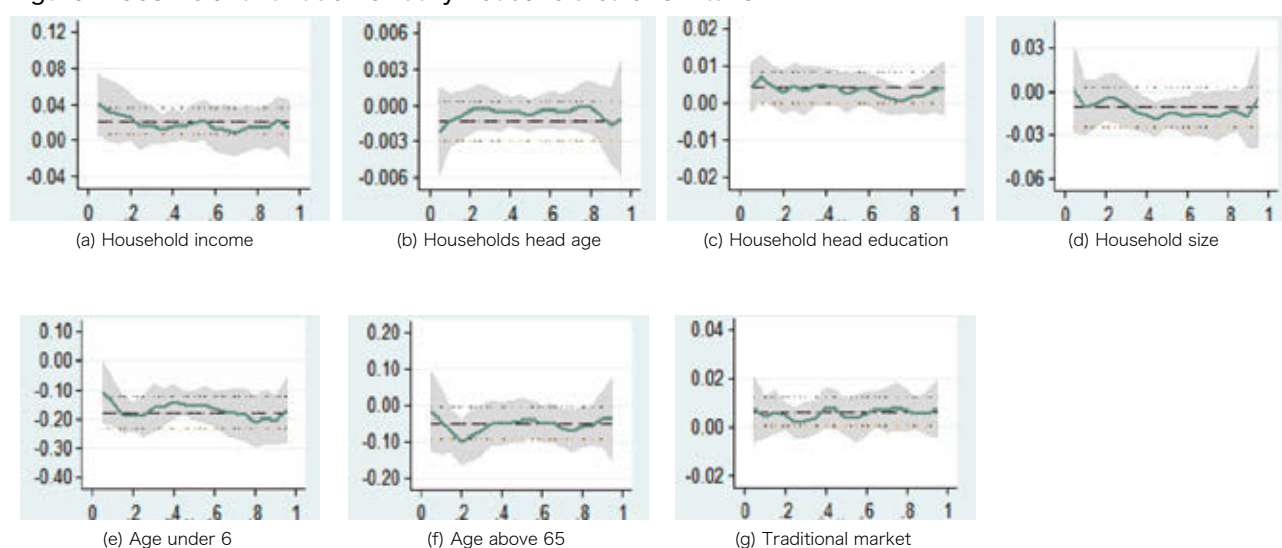 0.12
0.08
0.04
0.00
-0.04
0 .2 .4 .6 .8 1
(a) Household income
0.006
0.003
0.000
-0.003
-0.006
0 .2 .4 .6 .8 1
(b) Households head age
0.02
0.01
0.00
-0.01
-0.02
0 .2 .4 .6 .8 1
(c) Household head education
0.03
0.00
-0.03
-0.06
0 .2 .4 .6 .8 1
(d) Household size
0.10
0.00
-0.10
-0.20
-0.30
-0.40
0 .2 .4 .6 .8 1
(e) Age under 6
0.20
0.10
0.00
-0.10
-0.20
0 .2 .4 .6 .8 1
(f) Age above 65
0.04
0.02
0.00
-0.02
0 .2 .4 .6 .8 1
(g) Traditional market